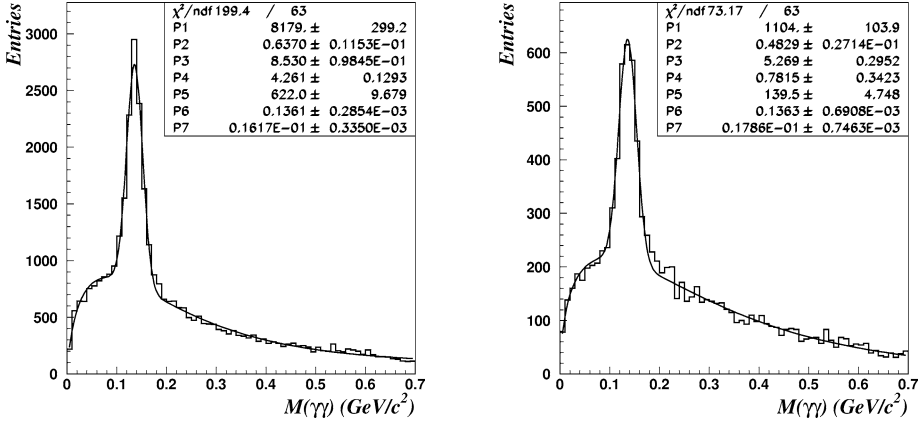 Entries
χ²/ndf 199.4 / 63
P1 8179. ± 299.2
P2 0.6370 ± 0.1153E-01
P3 8.530 ± 0.9845E-01
P4 4.261 ± 0.1293
P5 622.0 ± 9.679
P6 0.1361 ± 0.2854E-03
P7 0.1617E-01 ± 0.3350E-03
3000
2500
2000
1500
1000
500
0
0 0.1 0.2 0.3 0.4 0.5 0.6 0.7
M(γγ) (GeV/c²)
Entries
χ²/ndf 73.17 / 63
P1 1104. ± 103.9
P2 0.4829 ± 0.2714E-01
P3 5.269 ± 0.2952
P4 0.7815 ± 0.3423
P5 139.5 ± 4.748
P6 0.1363 ± 0.6908E-03
P7 0.1786E-01 ± 0.7463E-03
600
500
400
300
200
100
0
0 0.1 0.2 0.3 0.4 0.5 0.6 0.7
M(γγ) (GeV/c²)